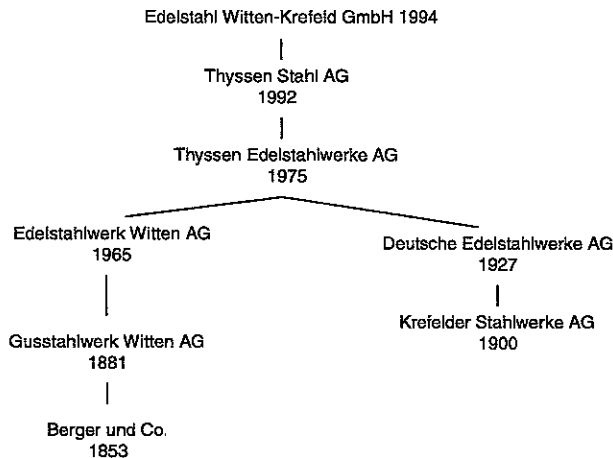 Edelstahl Witten-Krefeld GmbH 1994
Thyssen Stahl AG
1992
Thyssen Edelstahlwerke AG
1975
Edelstahlwerk Witten AG
1965
Deutsche Edelstahlwerke AG
1927
Gusstahlwerk Witten AG
1881
Krefelder Stahlwerke AG
1900
Berger und Co.
1853